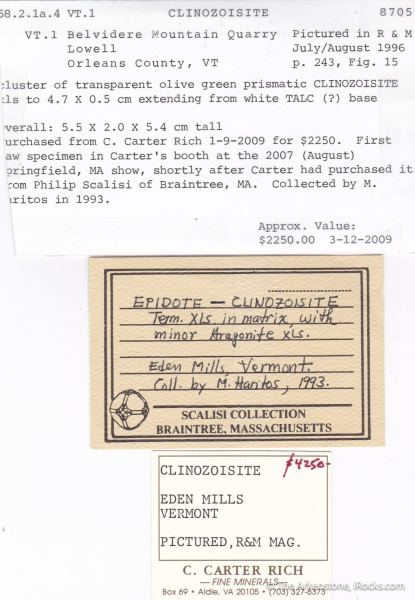 58.2.1a.4 VT.1 CLINOZOISITE 8705
VT.1 Belvidere Mountain Quarry Pictured in R & M
Lowell July/August 1996
Orleans County, VT p. 243, Fig. 15
cluster of transparent olive green prismatic CLINOZOISITE
xls to 4.7 X 0.5 cm extending from white TALC (?) base
overall: 5.5 X 2.0 X 5.4 cm tall
purchased from C. Carter Rich 1-9-2009 for $2250. First
saw specimen in Carter's booth at the 2007 (August)
Springfield, MA show, shortly after Carter had purchased it
from Philip Scalisi of Braintree, MA. Collected by M.
Haritos in 1993.
Approx. Value:
$2250.00 3-12-2009
EPIDOTE — CLINOZOISITE
Term. XLs in matrix, with
minor Aragonite XLs.
Eden Mills, Vermont.
Coll. by M. Haritos, 1993.
SCALISI COLLECTION
BRAINTREE, MASSACHUSETTS
CLINOZOISITE $4250-
EDEN MILLS
VERMONT
PICTURED, R&M MAG.
C. CARTER RICH
— FINE MINERALS —
Box 69 • Aldie, VA 20105 • (703) 327-6373
© The Arkenstone, iRocks.com